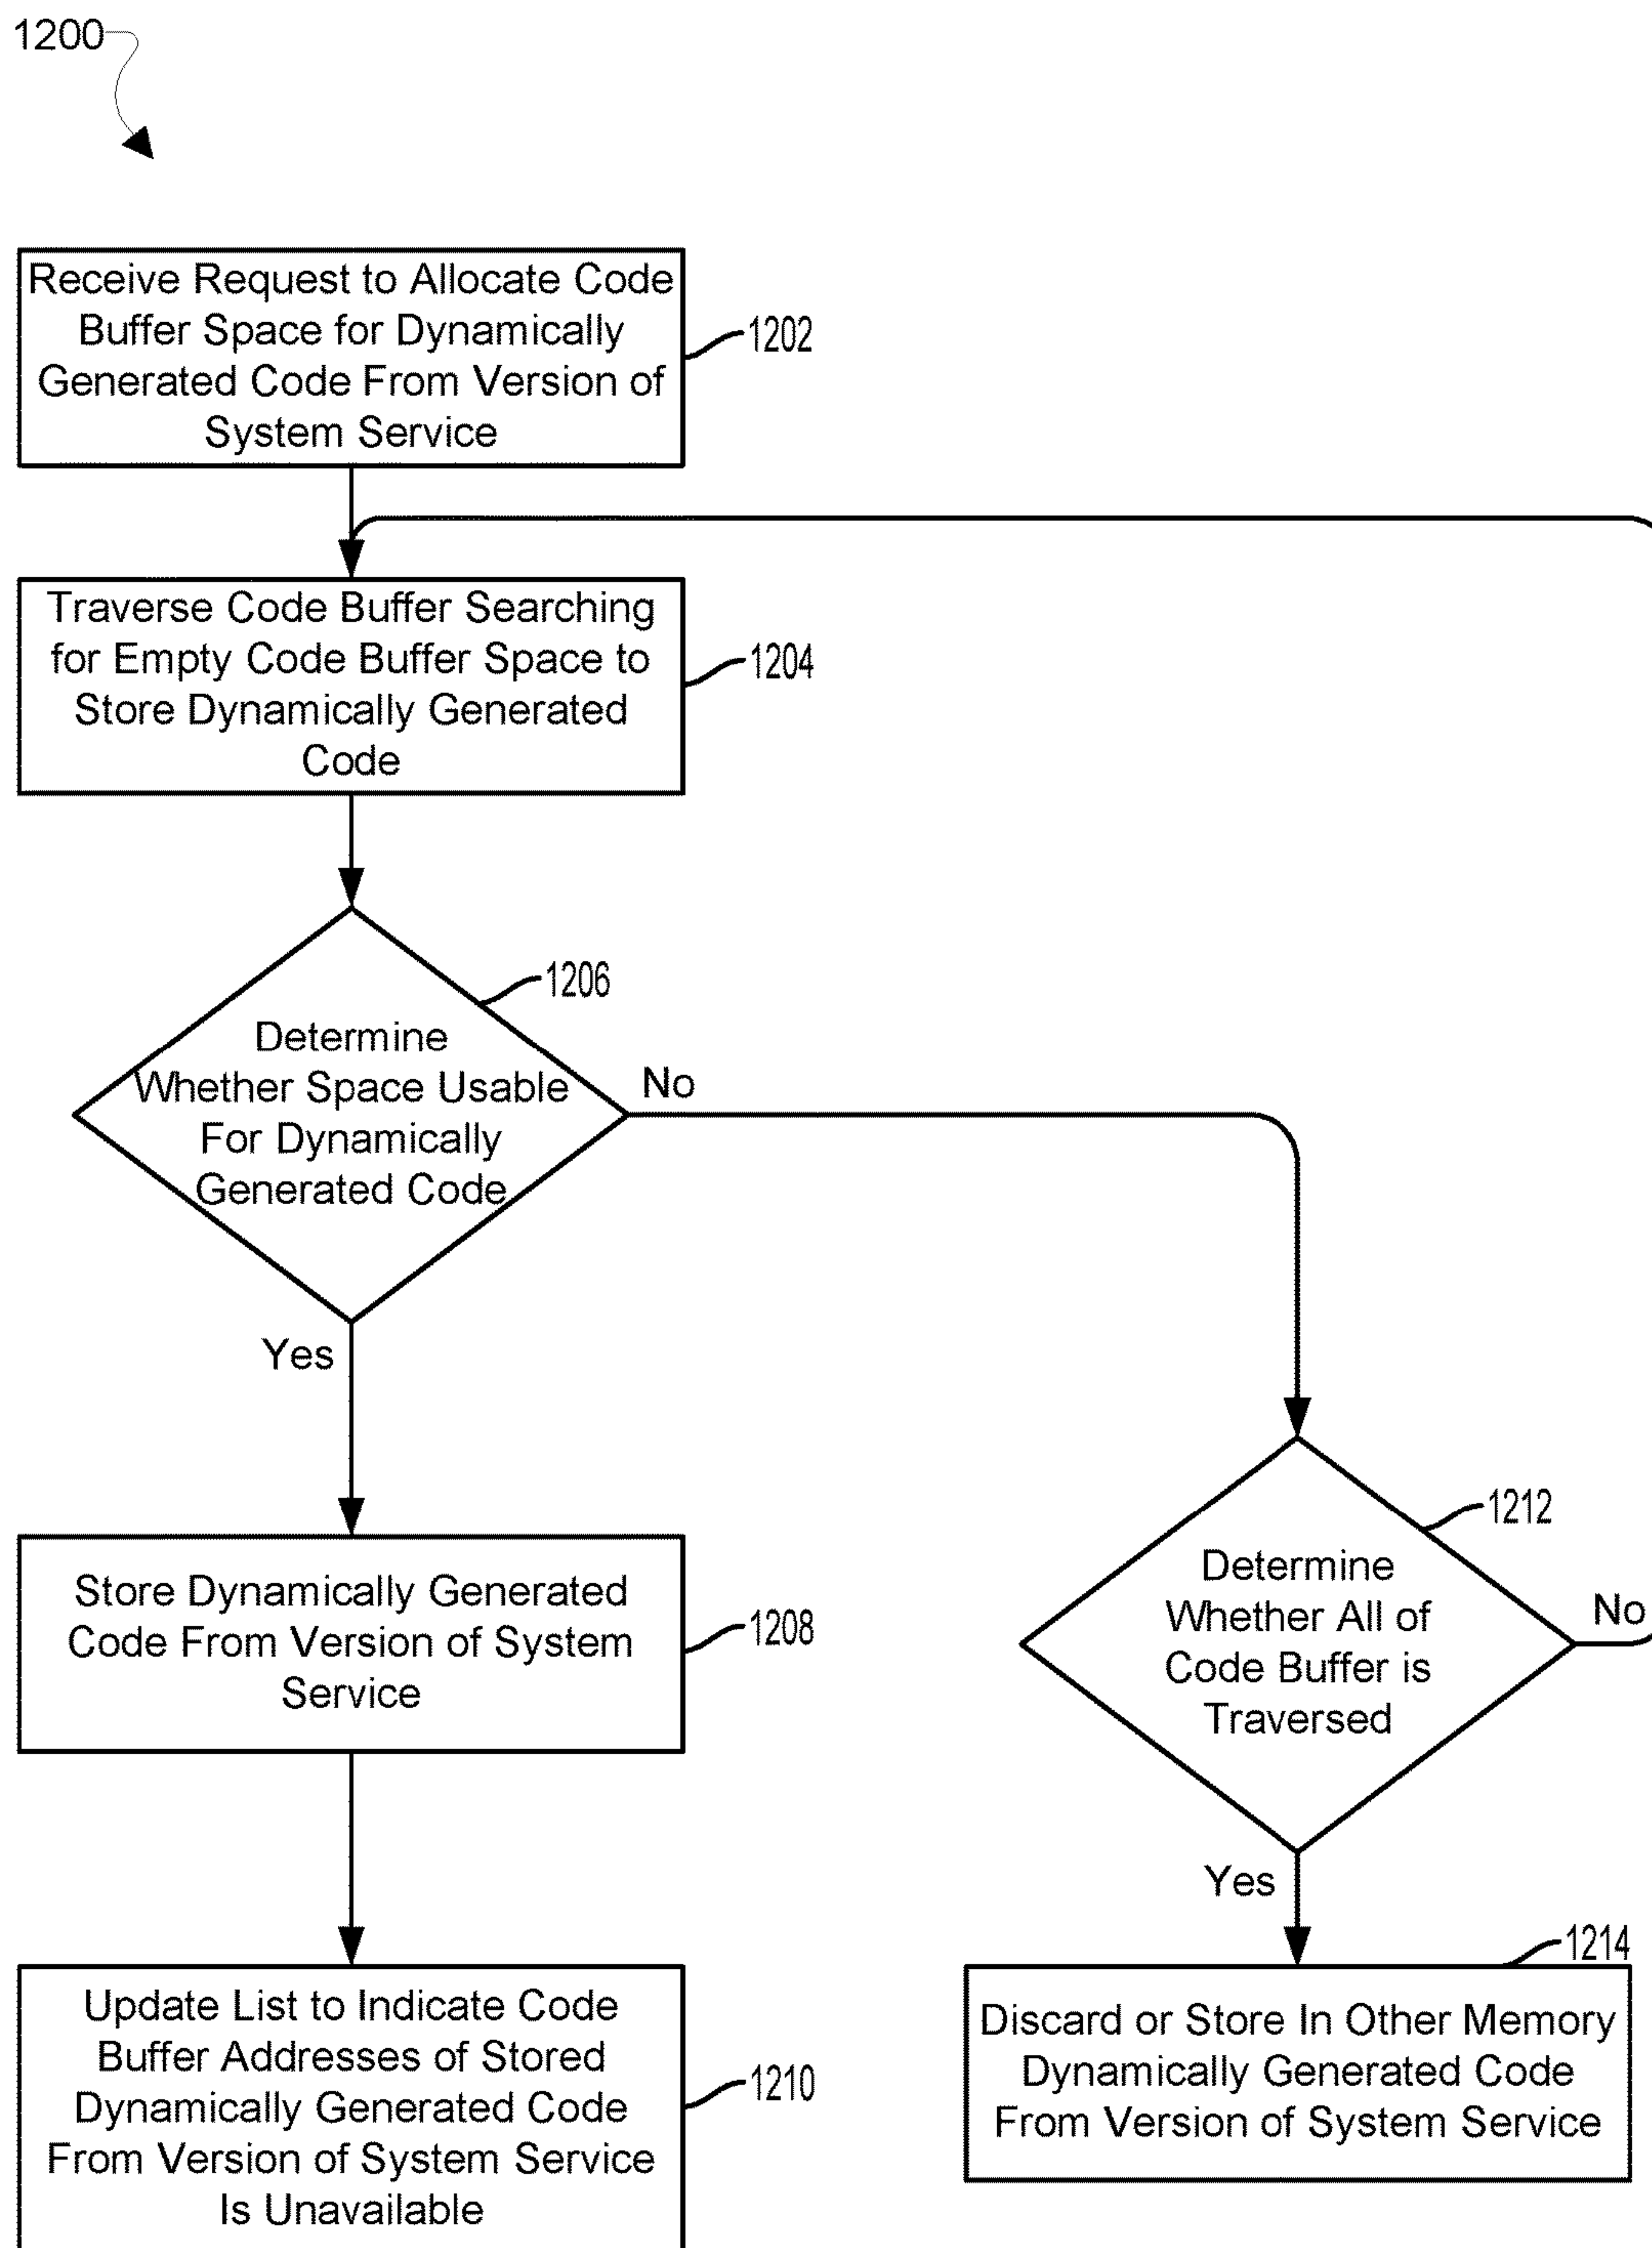 1200
Receive Request to Allocate Code
Buffer Space for Dynamically
Generated Code From Version of
System Service
1202
Traverse Code Buffer Searching
for Empty Code Buffer Space to
Store Dynamically Generated
Code
1204
1206
Determine
Whether Space Usable
For Dynamically
Generated Code
No
Yes
Store Dynamically Generated
Code From Version of System
Service
1208
1212
Determine
Whether All of
Code Buffer is
Traversed
No
Yes
Update List to Indicate Code
Buffer Addresses of Stored
Dynamically Generated Code
From Version of System Service
Is Unavailable
1210
1214
Discard or Store In Other Memory
Dynamically Generated Code
From Version of System Service